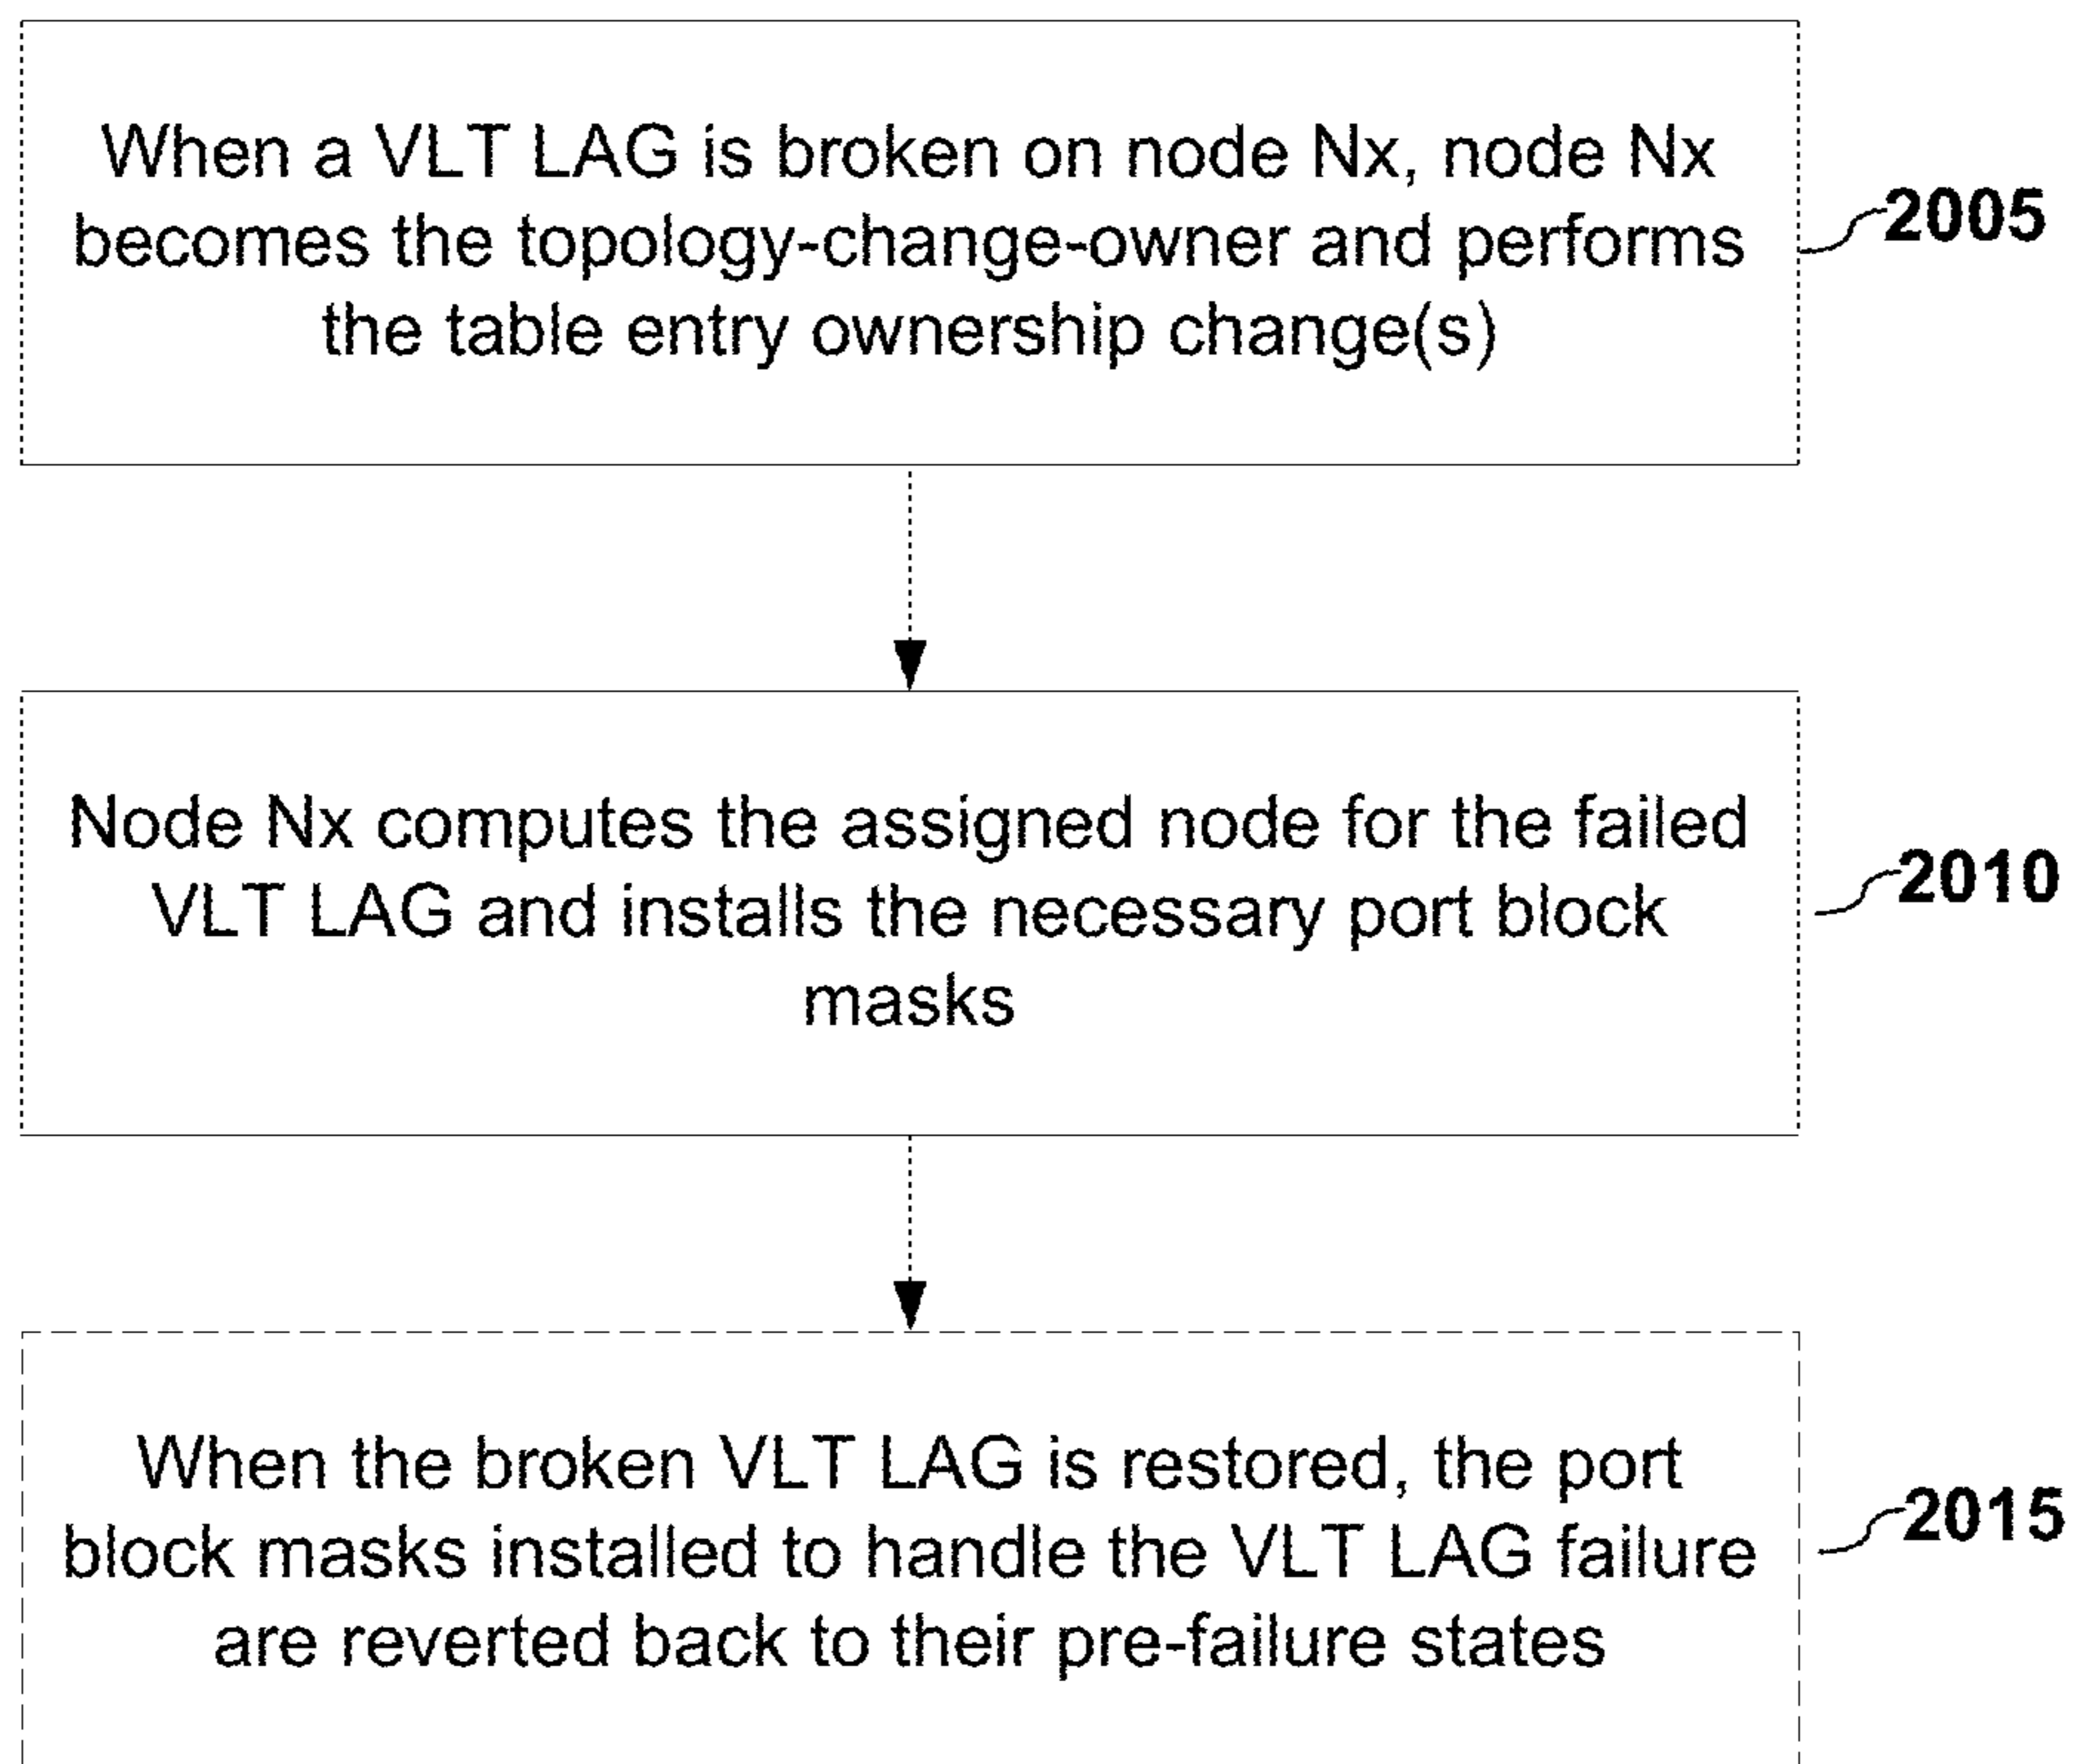 When a VLT LAG is broken on node Nx, node Nx
becomes the topology-change-owner and performs
the table entry ownership change(s)
2005
Node Nx computes the assigned node for the failed
VLT LAG and installs the necessary port block
masks
2010
When the broken VLT LAG is restored, the port
block masks installed to handle the VLT LAG failure
are reverted back to their pre-failure states
2015